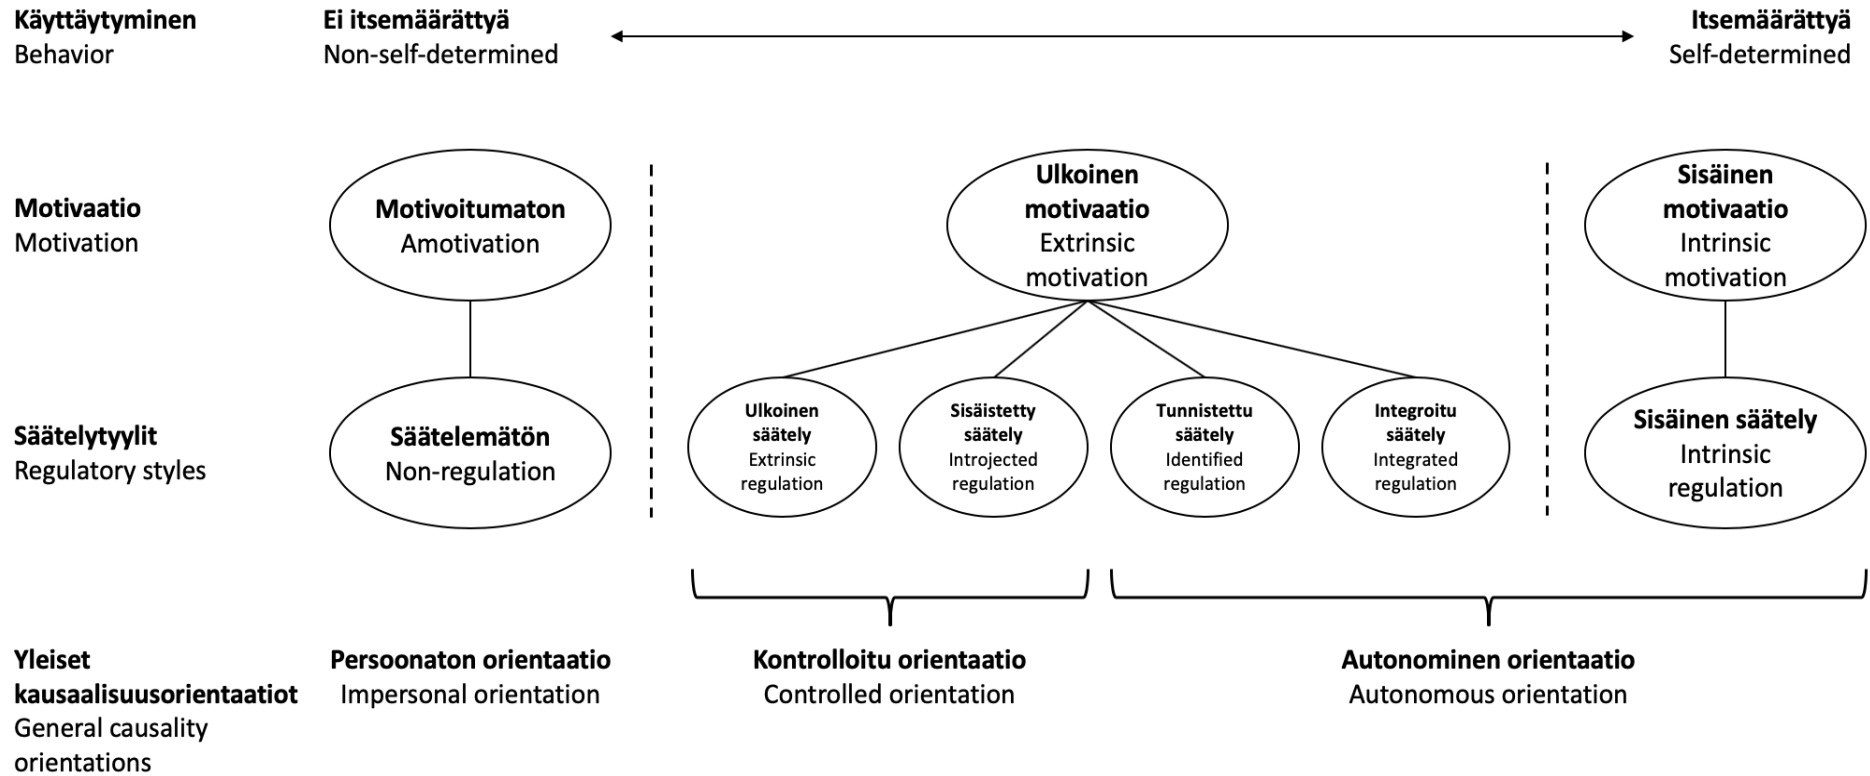 Käyttäytyminen
Behavior
Ei itsemäärättyä
Non-self-determined
Itsemäärättyä
Self-determined
Motivaatio
Motivation
Motivoitumaton
Amotivation
Ulkoinen
motivaatio
Extrinsic
motivation
Sisäinen
motivaatio
Intrinsic
motivation
Säätelytyylit
Regulatory styles
Säätelemätön
Non-regulation
Ulkoinen
säätely
Extrinsic
regulation
Sisäistetty
säätely
Introjected
regulation
Tunnistettu
säätely
Identified
regulation
Integroitu
säätely
Integrated
regulation
Sisäinen säätely
Intrinsic
regulation
Yleiset
kausaalisuusorientaatiot
General causality
orientations
Persoonaton orientaatio
Impersonal orientation
Kontrolloitu orientaatio
Controlled orientation
Autonominen orientaatio
Autonomous orientation